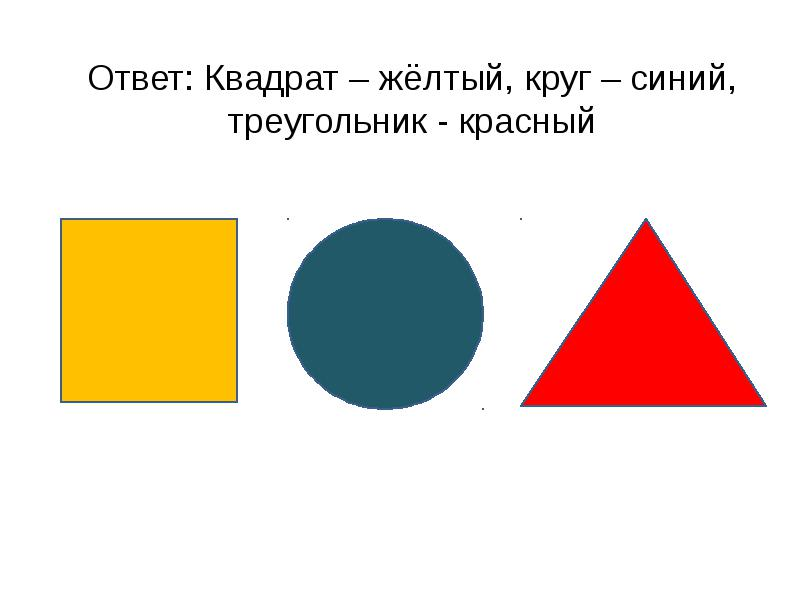 Ответ: Квадрат – жёлтый, круг – синий,
треугольник - красный